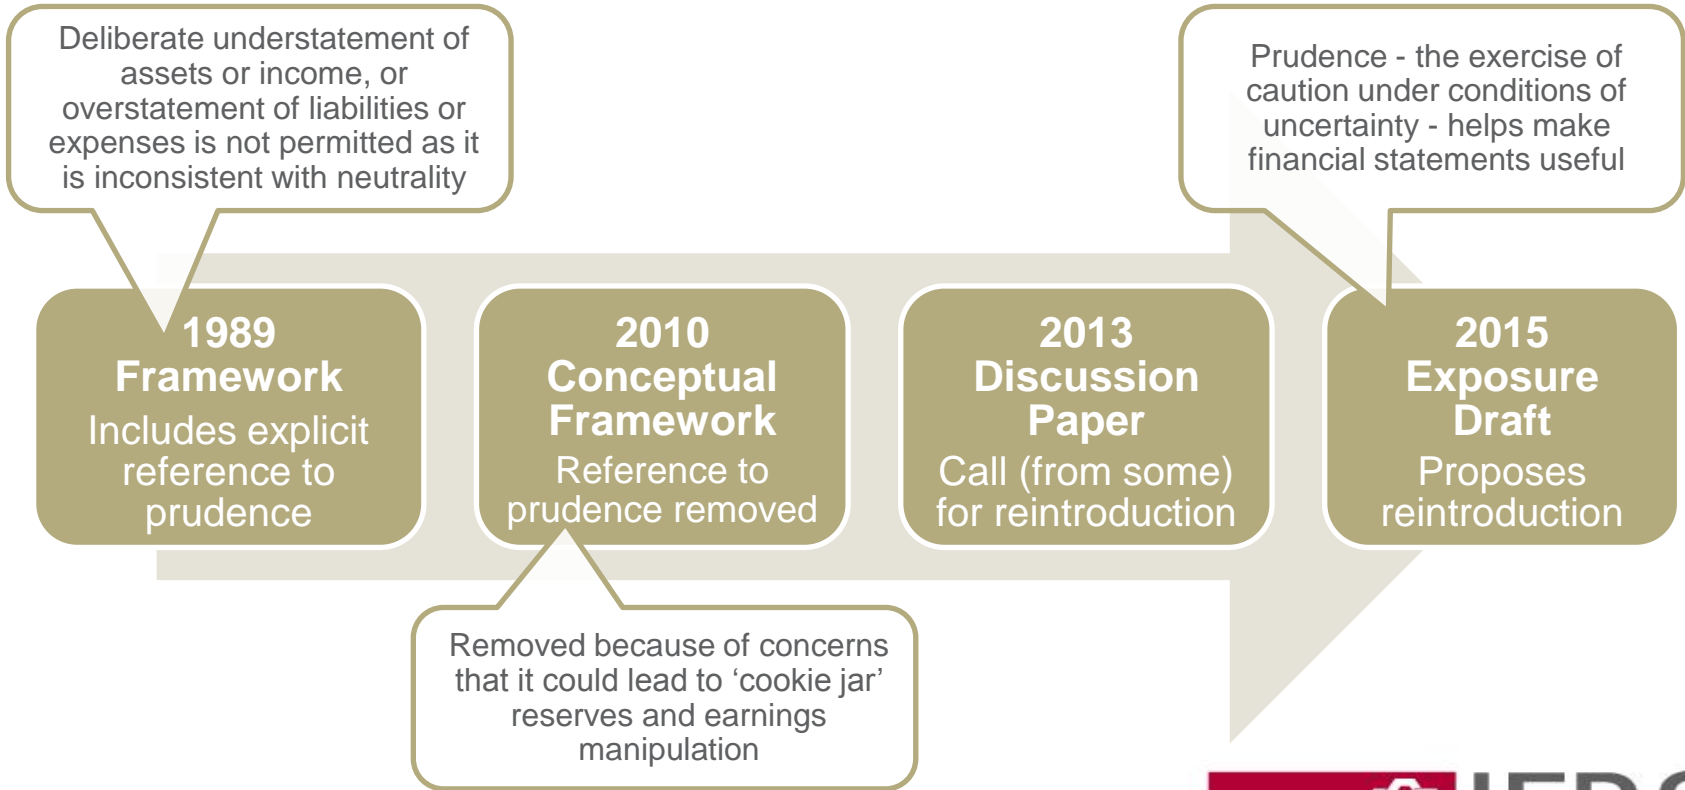 Deliberate understatement of
assets or income, or
overstatement of liabilities or
expenses is not permitted as it
is inconsistent with neutrality
Prudence - the exercise of
caution under conditions of
uncertainty - helps make
financial statements useful
1989
Framework
Includes explicit
reference to
prudence
2010
Conceptual
Framework
Reference to
prudence removed
2013
Discussion
Paper
Call (from some)
for reintroduction
2015
Exposure
Draft
Proposes
reintroduction
Removed because of concerns
that it could lead to ‘cookie jar’
reserves and earnings
manipulation